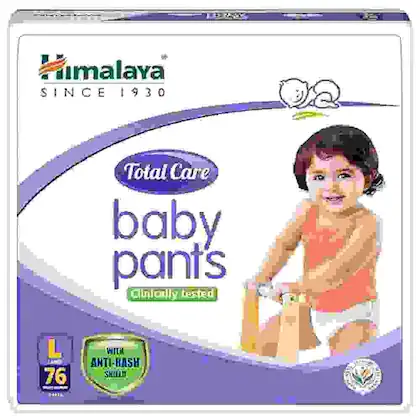 Himalaya
SINCE 1930
Total Care
baby
pants
Clinically tested
L
76
WITH
ANTI-RASH
SHIELD